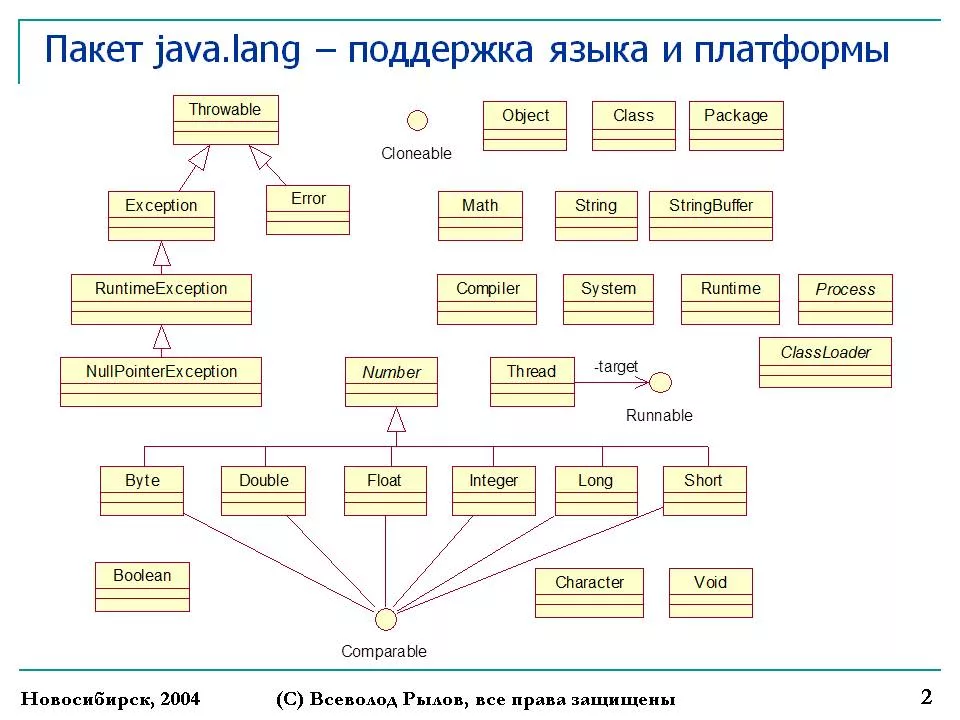 Пакет java.lang – поддержка языка и платформы
Throwable
Cloneable
Object
Class
Package
Exception
Error
Math
String
StringBuffer
RuntimeException
Compiler
System
Runtime
Process
ClassLoader
NullPointerException
Number
Thread
-target
Runnable
Byte
Double
Float
Integer
Long
Short
Boolean
Character
Void
Comparable
Новосибирск, 2004
(С) Всеволод Рылов, все права защищены
2